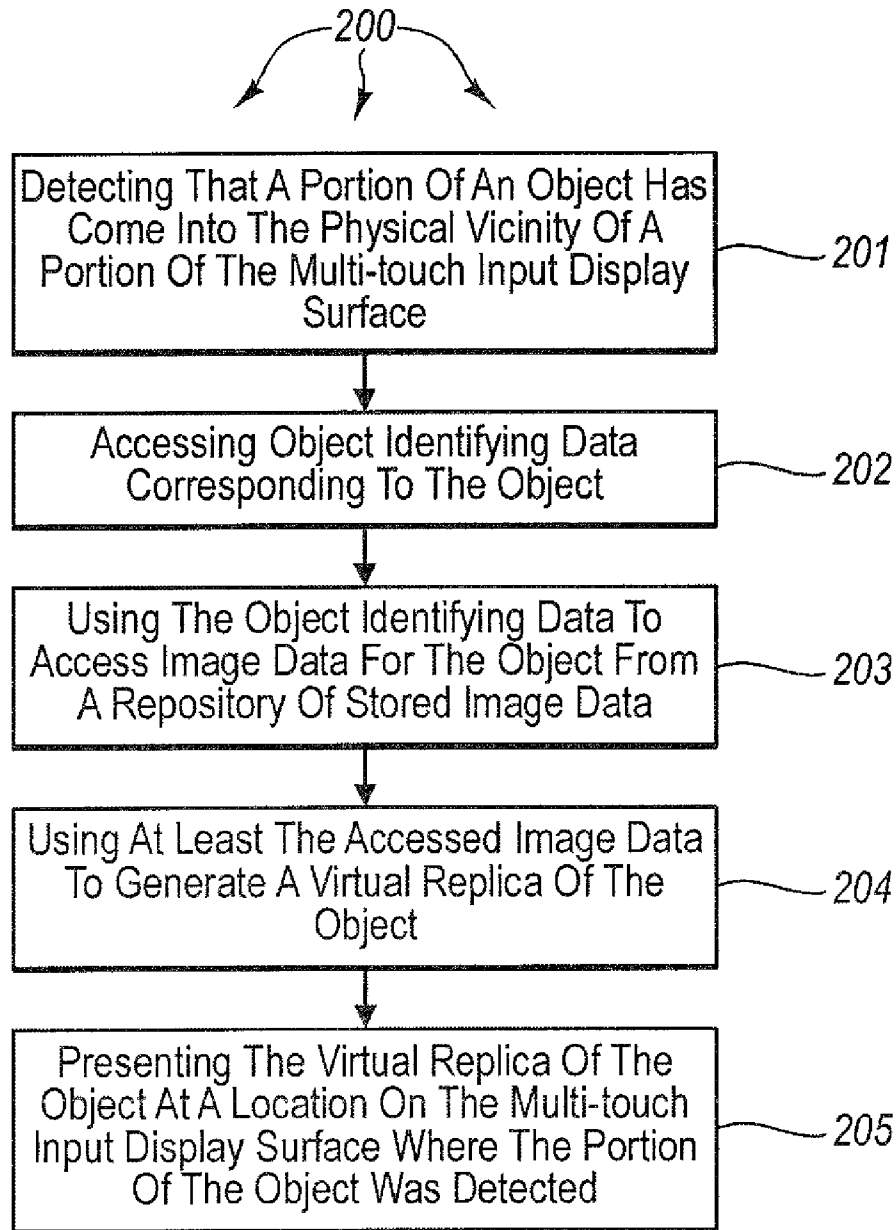 200
Detecting That A Portion Of An Object Has
Come Into The Physical Vicinity Of A
Portion Of The Multi-touch Input Display
Surface
201
Accessing Object Identifying Data
Corresponding To The Object
202
Using The Object Identifying Data To
Access Image Data For The Object From
A Repository Of Stored Image Data
203
Using At Least The Accessed Image Data
To Generate A Virtual Replica Of The
Object
204
Presenting The Virtual Replica Of The
Object At A Location On The Multi-touch
Input Display Surface Where The Portion
Of The Object Was Detected
205